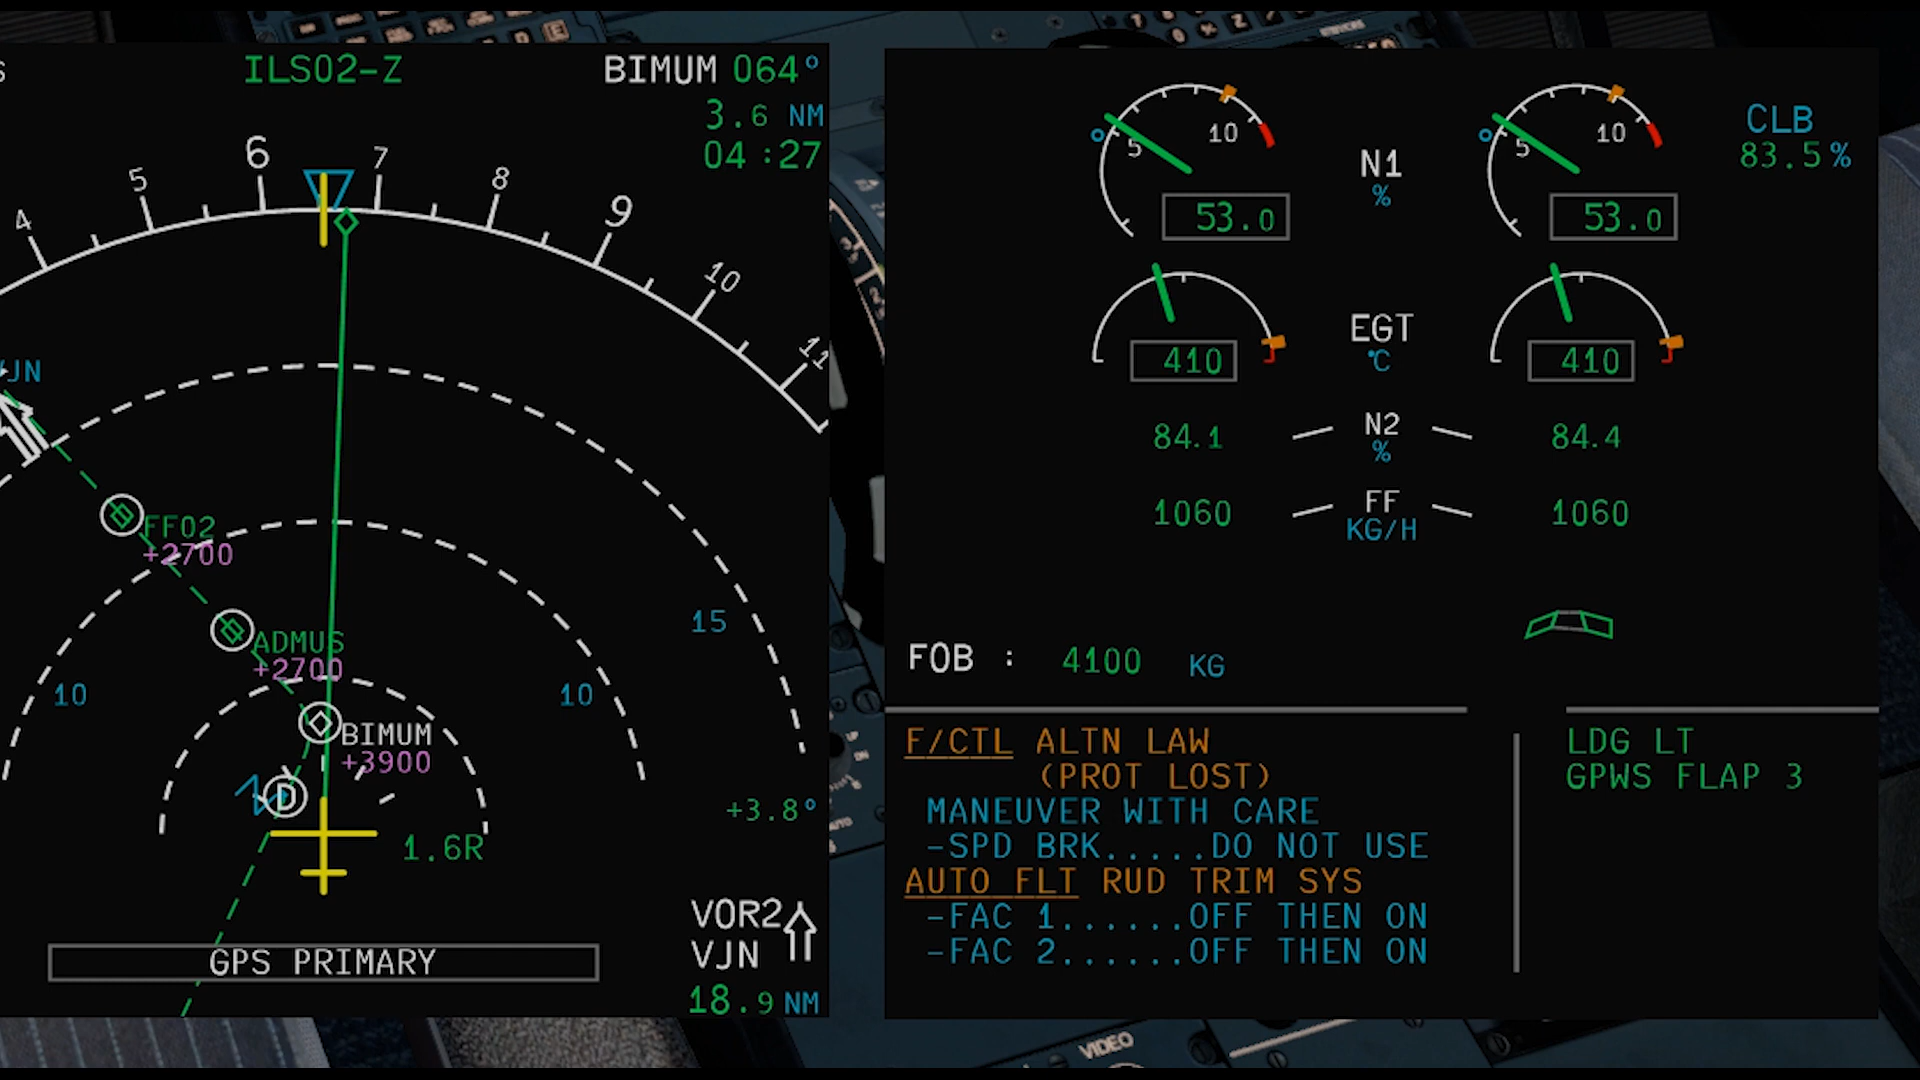 S
ILS02-Z
BIMUM 064°
3.6 NM
04:27
4
5
6
7
8
9
10
11
JN
FF02
+2700
ADMUS
+2700
15
10
10
BIMUM
+3900
D
+3.8°
1.6R
VOR2
VJN
18.9 NM
GPS PRIMARY
5 10
N1
%
5 10
CLB
83.5%
53.0
53.0
EGT
°C
410
410
84.1
N2
%
84.4
1060
FF
KG/H
1060
FOB : 4100 KG
F/CTL ALTN LAW
(PROT LOST)
MANEUVER WITH CARE
-SPD BRK.....DO NOT USE
AUTO FLT RUD TRIM SYS
-FAC 1......OFF THEN ON
-FAC 2......OFF THEN ON
LDG LT
GPWS FLAP 3
VIDEO